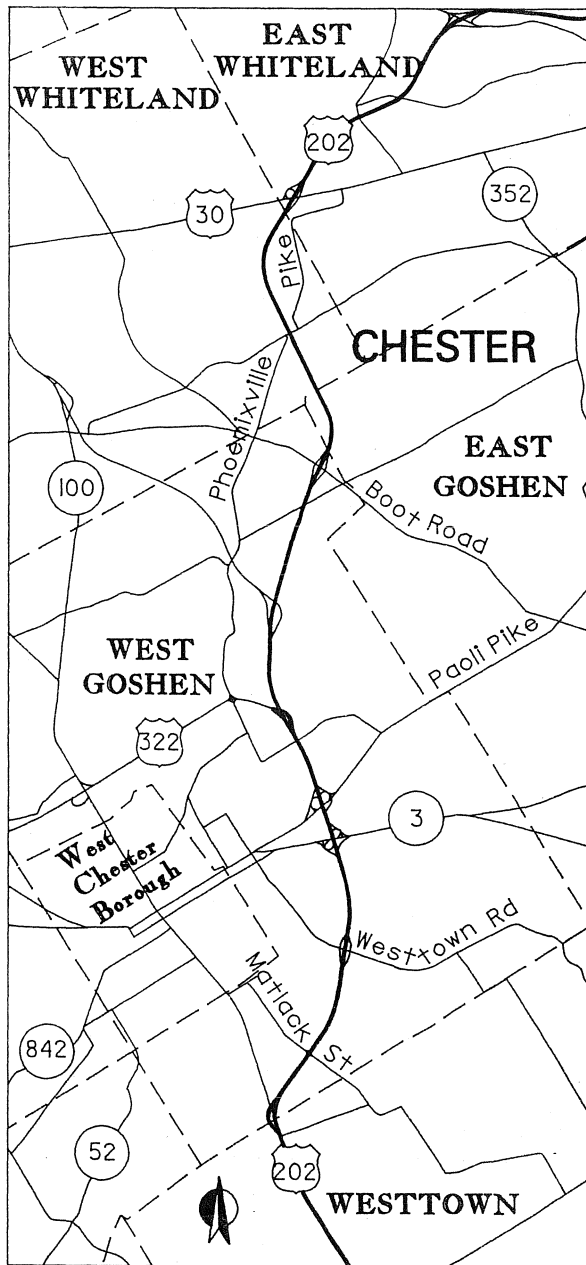 EAST
WHITELAND
WEST
WHITELAND
202
352
30
Pike
CHESTER
Phoenixville
EAST
GOSHEN
100
Boot Road
WEST
GOSHEN
Paoli Pike
322
3
West
Chester
Borough
Westtown Rd
Matlack St
842
52
202
WESTTOWN